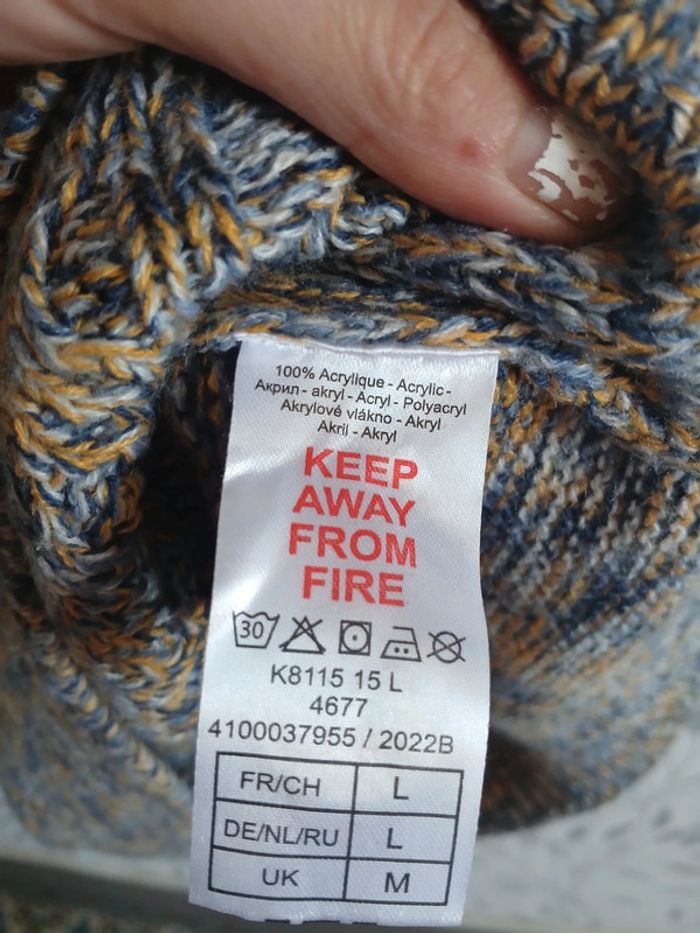 100% Acrylique - Acrylic -
Акрил - akryl - Acryl - Polyacryl
Akrylové vlákno - Akryl
Akril - Akryl
KEEP
AWAY
FROM
FIRE
30
K8115 15 L
4677
4100037955 / 2022B
FR/CH L
DE/NL/RU L
UK M